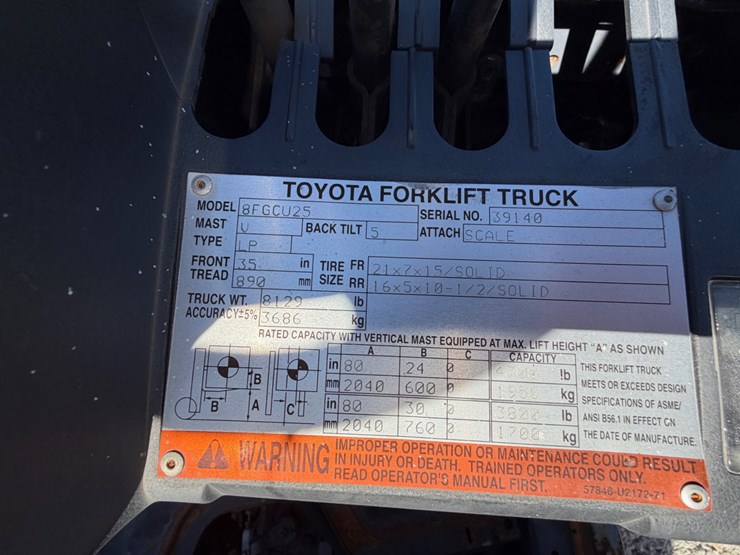 TOYOTA FORKLIFT TRUCK
MODEL 8FGCU25 SERIAL NO. 39140
MAST V BACK TILT 5 ATTACH SCALE
TYPE LP
FRONT TREAD 35 in 890 mm
TIRE SIZE FR 21x7x15/SOLID
RR 16x5x10-1/2/SOLID
TRUCK WT. 8129 lb
ACCURACY±5% 3686 kg
RATED CAPACITY WITH VERTICAL MAST EQUIPPED AT MAX. LIFT HEIGHT "A" AS SHOWN
A B C CAPACITY
in 80 24 0 lb
mm 2040 600 0 1950 kg
in 80 30 0 3800 lb
mm 2040 760 0 1700 kg
B A B C
THIS FORKLIFT TRUCK
MEETS OR EXCEEDS DESIGN
SPECIFICATIONS OF ASME/
ANSI B56.1 IN EFFECT ON
THE DATE OF MANUFACTURE.
WARNING
IMPROPER OPERATION OR MAINTENANCE COULD RESULT
IN INJURY OR DEATH. TRAINED OPERATORS ONLY.
READ OPERATOR'S MANUAL FIRST.
57846-U2172-71